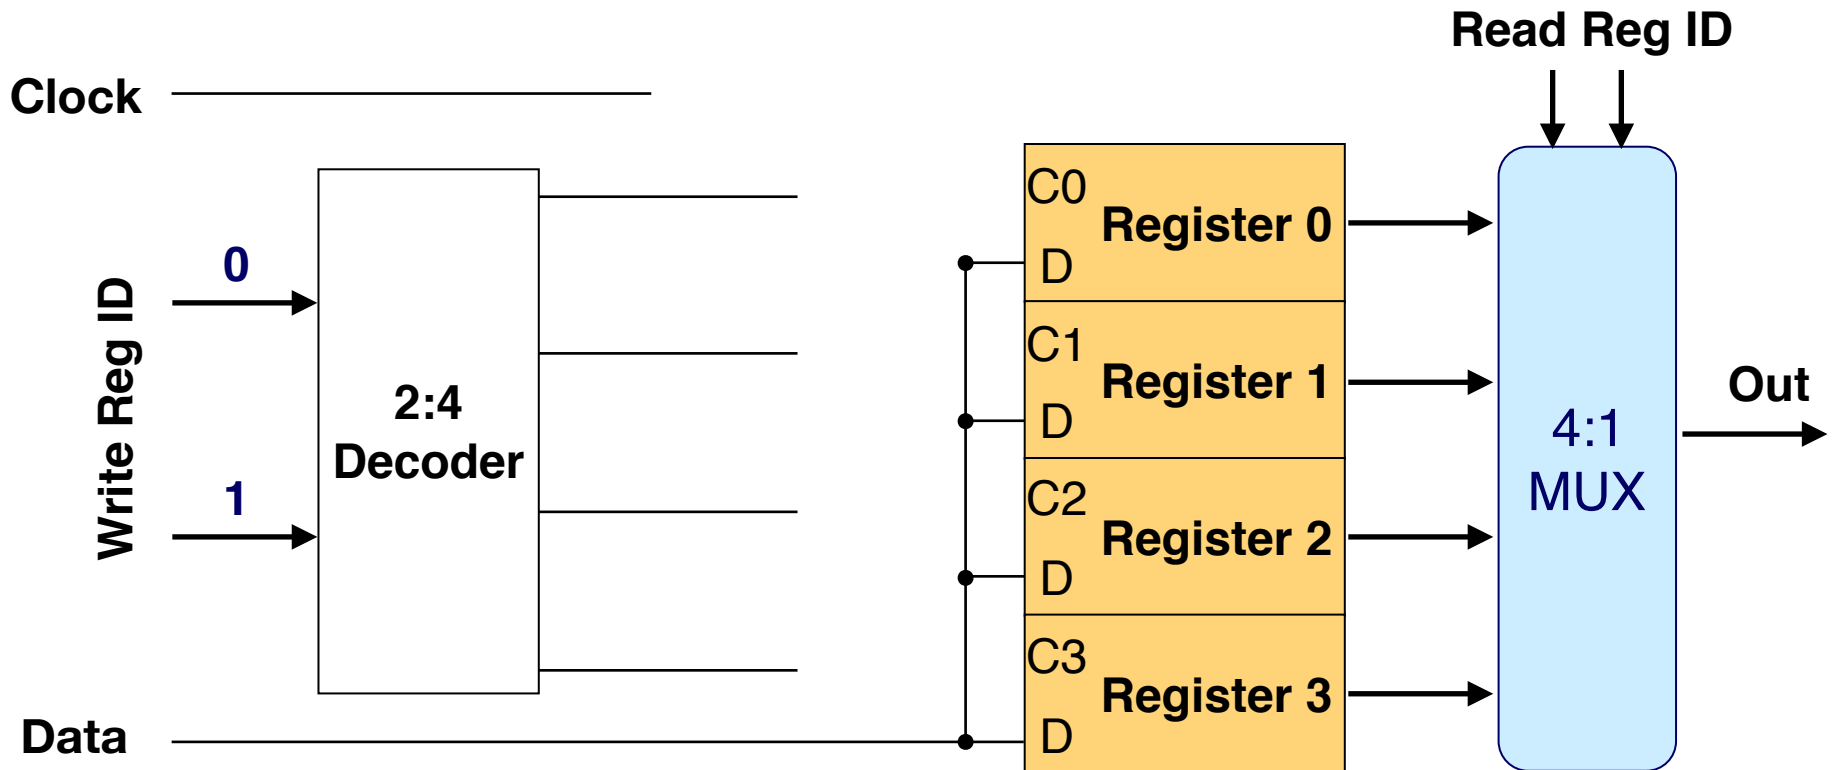 Read Reg ID
Clock
Write Reg ID
0
1
2:4
Decoder
Data
C0
Register 0
D
C1
Register 1
D
C2
Register 2
D
C3
Register 3
D
4:1
MUX
Out